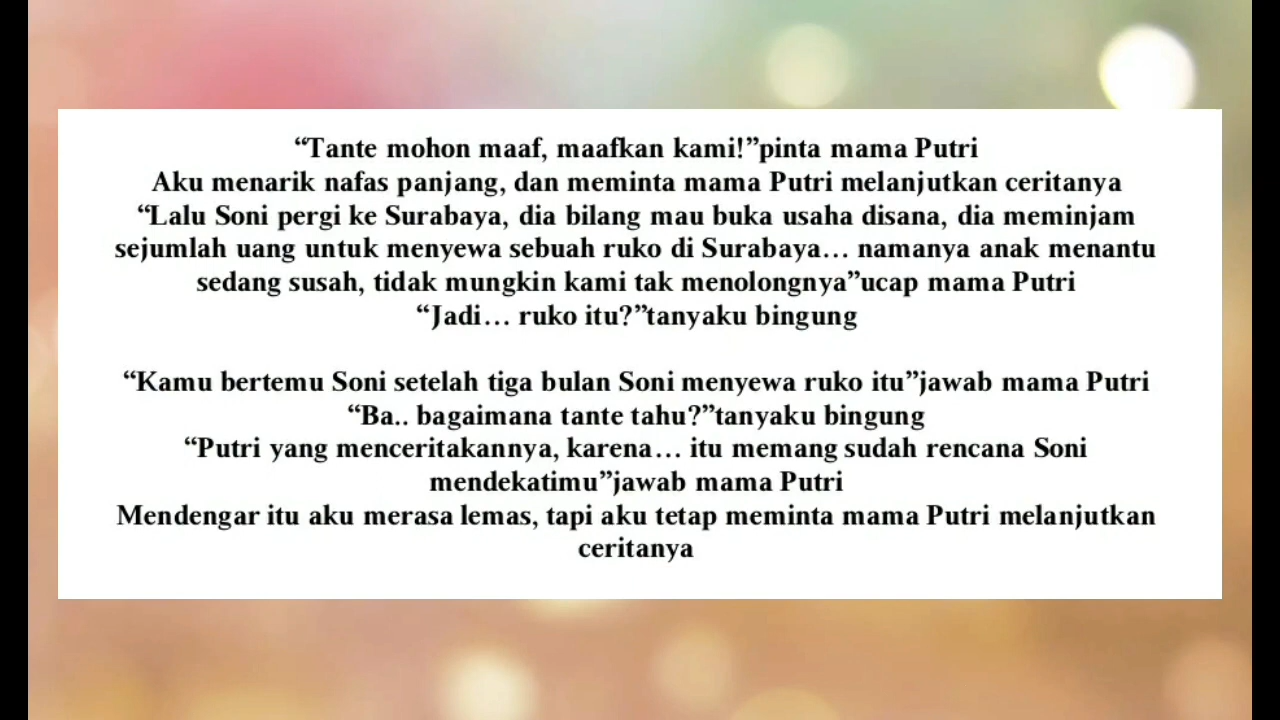 “Tante mohon maaf, maafkan kami!”pinta mama Putri
Aku menarik nafas panjang, dan meminta mama Putri melanjutkan ceritanya
“Lalu Soni pergi ke Surabaya, dia bilang mau buka usaha disana, dia meminjam
sejumlah uang untuk menyewa sebuah ruko di Surabaya… namanya anak menantu
sedang susah, tidak mungkin kami tak menolongnya”ucap mama Putri
“Jadi… ruko itu?”tanyaku bingung
“Kamu bertemu Soni setelah tiga bulan Soni menyewa ruko itu”jawab mama Putri
“Ba.. bagaimana tante tahu?”tanyaku bingung
“Putri yang menceritakannya, karena… itu memang sudah rencana Soni
mendekatimu”jawab mama Putri
Mendengar itu aku merasa lemas, tapi aku tetap meminta mama Putri melanjutkan
ceritanya